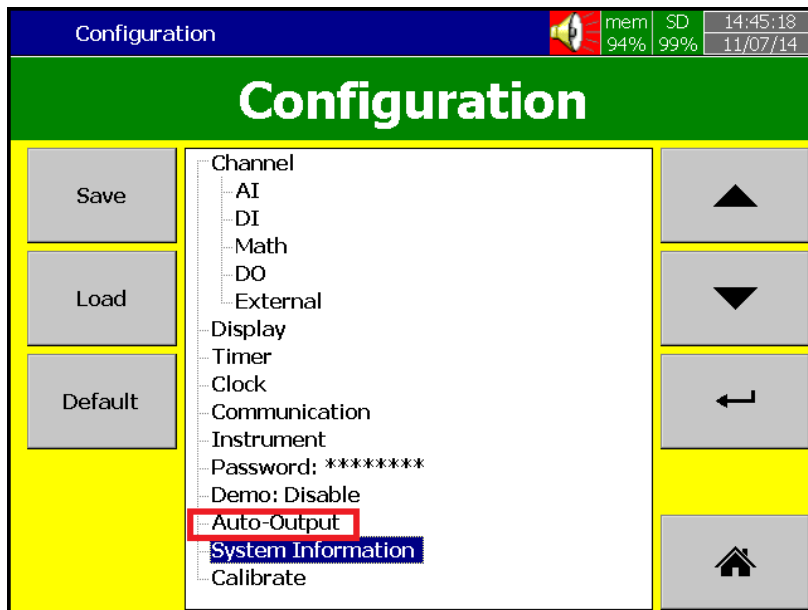 Configuration
mem SD 14:45:18
94% 99% 11/07/14
Configuration
Save
Load
Default
Channel
AI
DI
Math
DO
External
Display
Timer
Clock
Communication
Instrument
Password: ********
Demo: Disable
Auto-Output
System Information
Calibrate